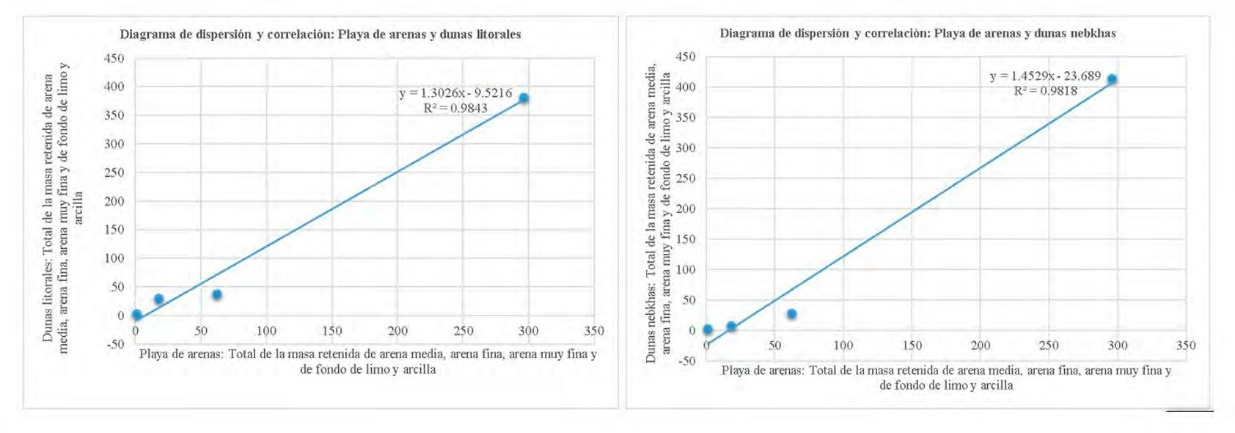 Diagrama de dispersión y correlación: Playa de arenas y dunas litorales
Dunas litorales: Total de la masa retenida de arena
media, arena fina, arena muy fina y de fondo de limo y
arcilla
450
400
350
300
250
200
150
100
50
0
-50
y = 1.3026x - 9.5216
R² = 0.9843
0
50
100
150
200
250
300
350
Playa de arenas: Total de la masa retenida de arena media, arena fina, arena muy fina y
de fondo de limo y arcilla
Diagrama de dispersión y correlación: Playa de arenas y dunas nebkhas
Dunas nebkhas: Total de la masa retenida de arena media,
arena fina, arena muy fina y de fondo de limo y arcilla
450
400
350
300
250
200
150
100
50
0
-50
y = 1.4529x - 23.689
R² = 0.9818
0
50
100
150
200
250
300
350
Playa de arenas: Total de la masa retenida de arena media, arena fina, arena muy fina y
de fondo de limo y arcilla